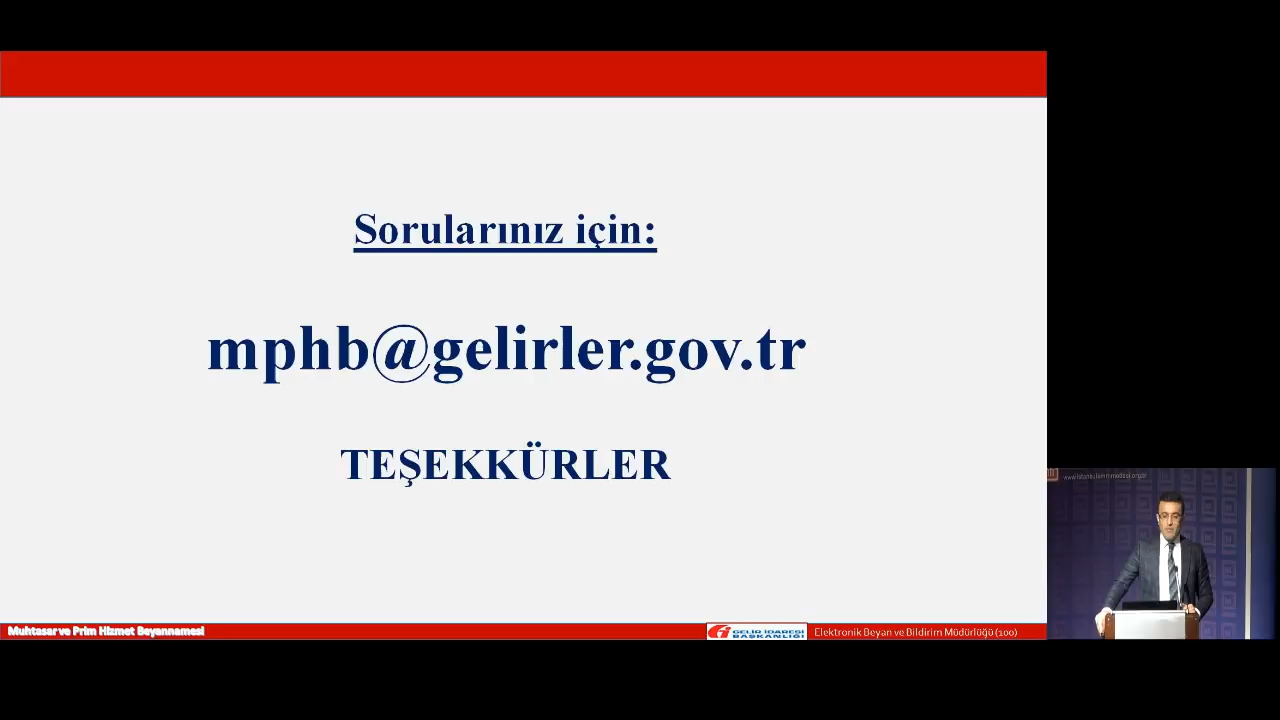 Sorularınız için:
mphb@gelirler.gov.tr
TEŞEKKÜRLER
Muhtasar ve Prim Hizmet Beyannamesi
GELİR İDARESİ
BAŞKANLIĞI
Elektronik Beyan ve Bildirim Müdürlüğü (100)